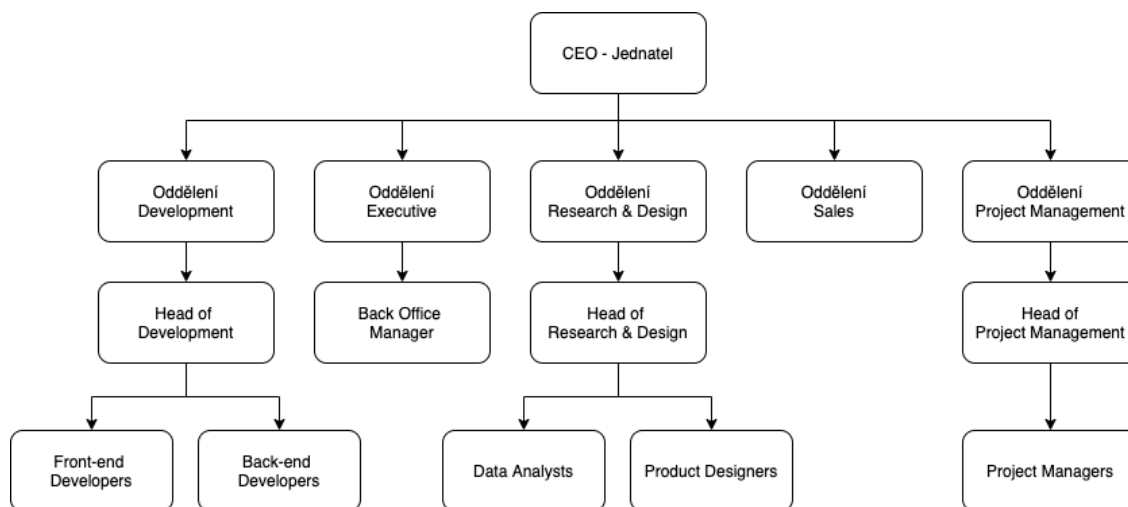 CEO - Jednatel
Oddělení
Development
Oddělení
Executive
Oddělení
Research & Design
Oddělení
Sales
Oddělení
Project Management
Head of
Development
Back Office
Manager
Head of
Research & Design
Head of
Project Management
Front-end
Developers
Back-end
Developers
Data Analysts
Product Designers
Project Managers